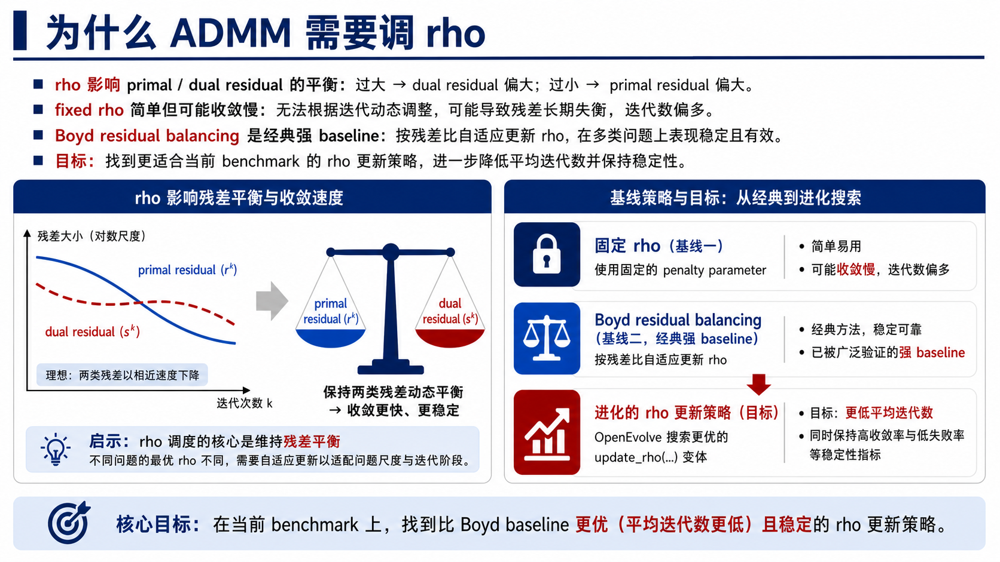 为什么 ADMM 需要调 rho
rho 影响 primal / dual residual 的平衡：过大 → dual residual 偏大；过小 → primal residual 偏大。
fixed rho 简单但可能收敛慢：无法根据迭代动态调整，可能导致残差长期失衡，迭代数偏多。
Boyd residual balancing 是经典强 baseline：按残差比自适应更新 rho，在多类问题上表现稳定且有效。
目标：找到更适合当前 benchmark 的 rho 更新策略，进一步降低平均迭代数并保持稳定性。
rho 影响残差平衡与收敛速度
残差大小（对数尺度）
primal residual (r^k)
dual residual (s^k)
理想：两类残差以相近速度下降
迭代次数 k
primal
residual (r^k)
dual
residual (s^k)
保持两类残差动态平衡
→ 收敛更快、更稳定
启示：rho 调度的核心是维持残差平衡
不同问题的最优 rho 不同，需要自适应更新以适配问题尺度与迭代阶段。
基线策略与目标：从经典到进化搜索
固定 rho（基线一）
使用固定的 penalty parameter
• 简单易用
• 可能收敛慢，迭代数偏多
Boyd residual balancing
（基线二，经典强 baseline）
按残差比自适应更新 rho
• 经典方法，稳定可靠
• 已被广泛验证的强 baseline
进化的 rho 更新策略（目标）
OpenEvolve 搜索更优的
update_rho(...) 变体
• 目标：更低平均迭代数
• 同时保持高收敛率与低失败率
等稳定性指标
核心目标：在当前 benchmark 上，找到比 Boyd baseline 更优（平均迭代数更低）且稳定的 rho 更新策略。